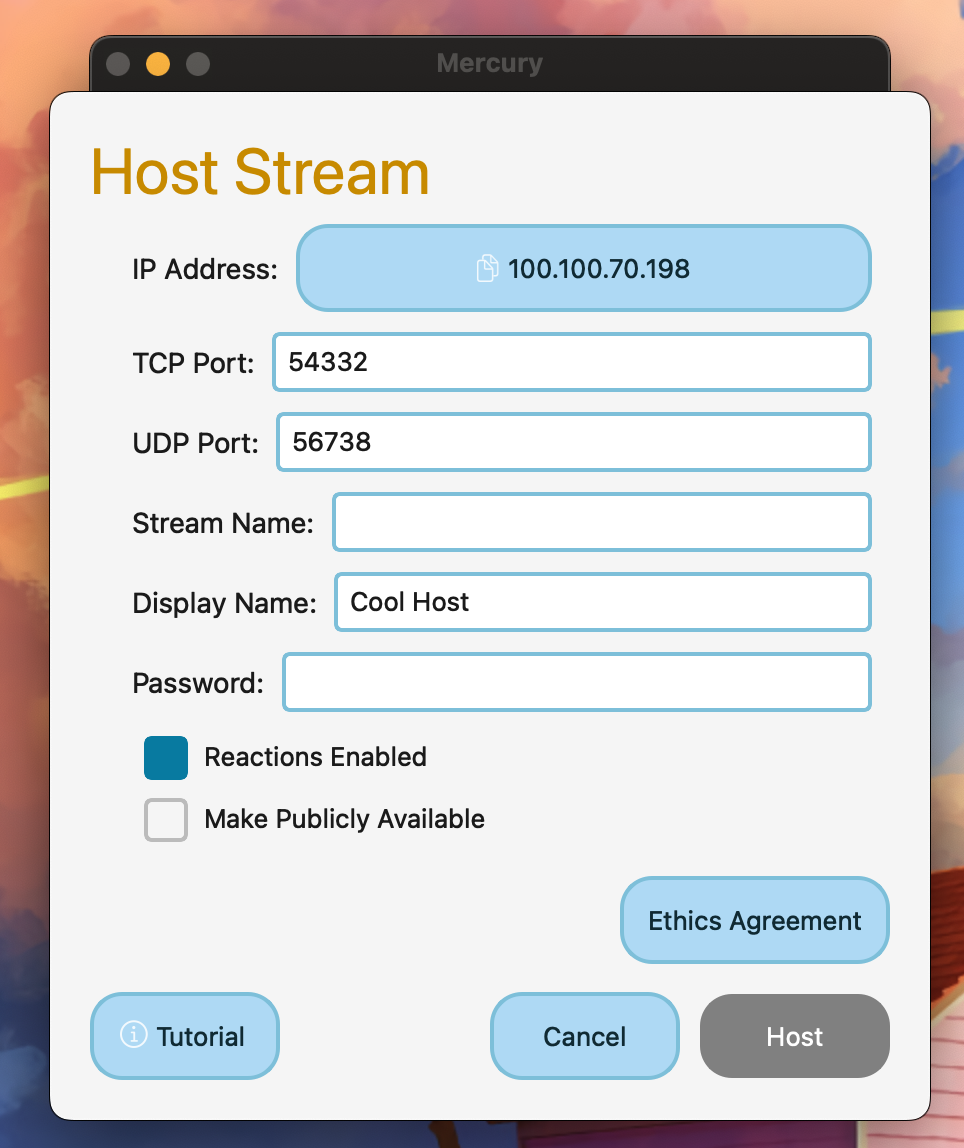 Mercury
Host Stream
IP Address: 100.100.70.198
TCP Port: 54332
UDP Port: 56738
Stream Name:
Display Name: Cool Host
Password:
Reactions Enabled
Make Publicly Available
Ethics Agreement
Tutorial Cancel Host